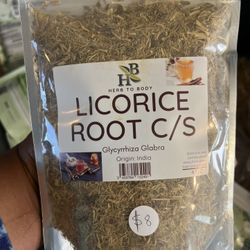 HB
HERB TO BODY
LICORICE
ROOT C/S
Glycyrrhiza Glabra
Origin: India
$8